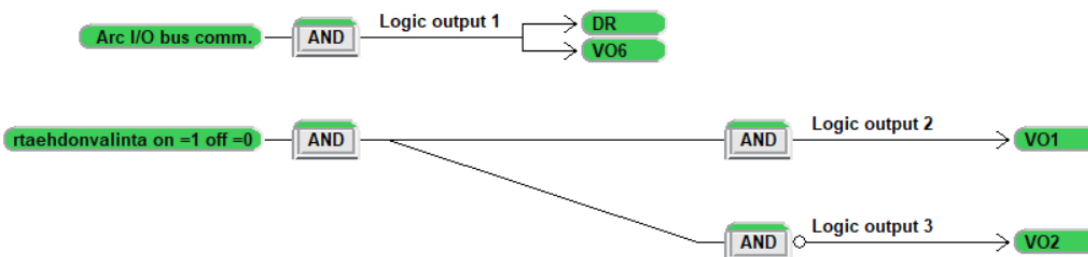 Arc I/O bus comm.
AND
Logic output 1
DR
VO6
rtaehdonvalinta on =1 off =0
AND
AND
Logic output 2
VO1
AND
Logic output 3
VO2